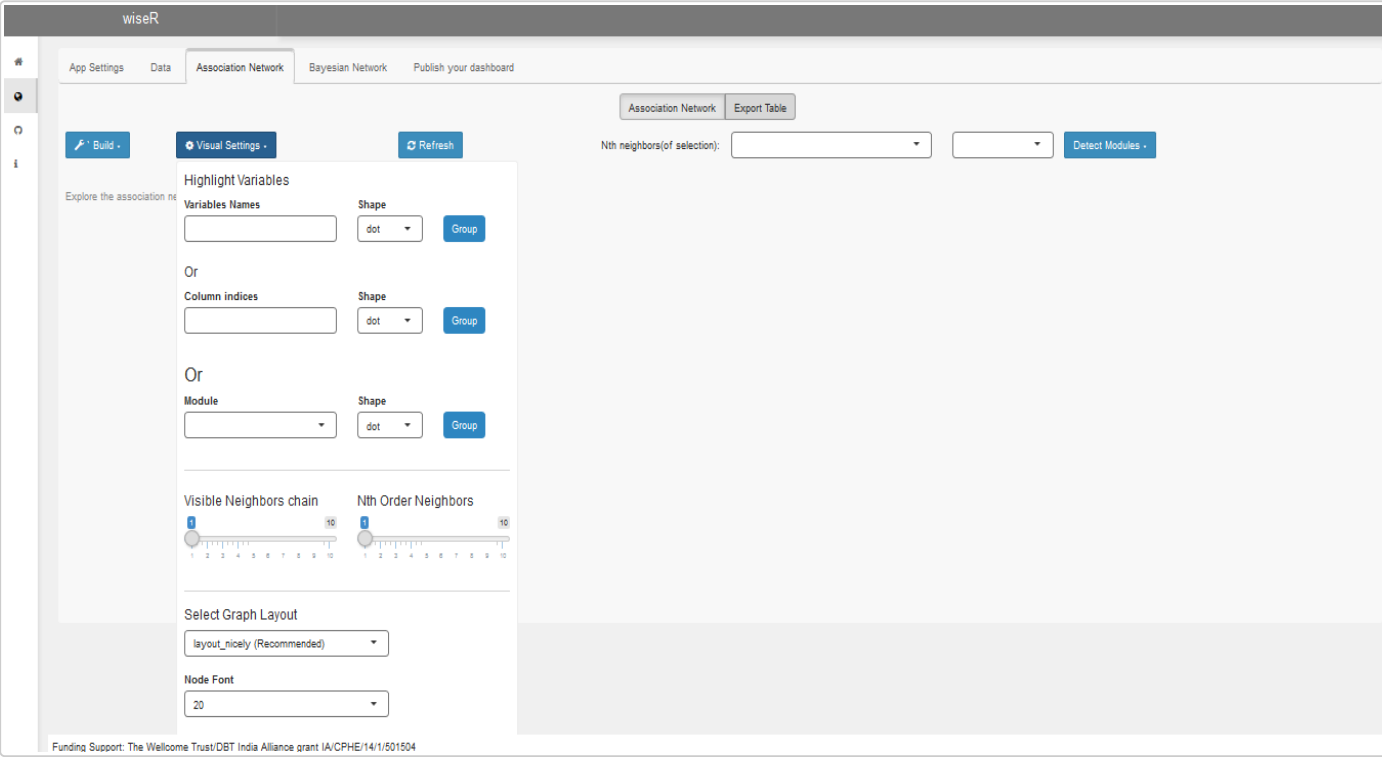 wiseR
App Settings Data Association Network Bayesian Network Publish your dashboard
Association Network Export Table
Build Visual Settings Refresh Nth neighbors(of selection): Detect Modules
Explore the association ne
Highlight Variables
Variables Names Shape
dot Group
Or
Column indices Shape
dot Group
Or
Module Shape
dot Group
Visible Neighbors chain Nth Order Neighbors
1 10 1 10
1 2 3 4 5 6 7 8 9 10 1 2 3 4 5 6 7 8 9 10
Select Graph Layout
layout_nicely (Recommended)
Node Font
20
Funding Support: The Wellcome Trust/DBT India Alliance grant IA/CPHE/14/1/501504